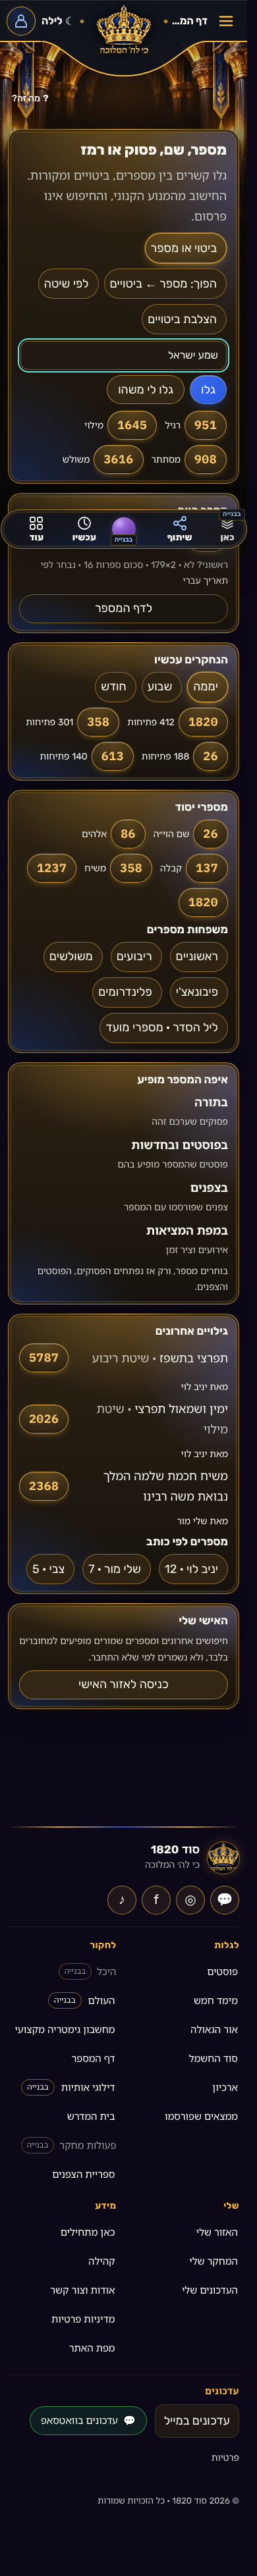 דף המ...
כי לה' המלוכה
☾ לילה
? מה זה?
מספר, שם, פסוק או רמז
גלו קשרים בין מספרים, ביטויים ומקורות.
החישוב מהמנוע הקנוני, והחיפוש אינו
פרסום.
ביטוי או מספר
הפוך: מספר ← ביטויים
לפי שיטה
הצלבת ביטויים
שמע ישראל
גלו
גלו לי משהו
951 רגיל 1645 מילוי
908 מסתתר 3616 משולש
כאן
בבנייה
שיתוף
בבנייה
עכשיו
עוד
ראשוני? לא • 2×179 • סכום ספרות 16 • נבחר לפי
תאריך עברי
לדף המספר
הנחקרים עכשיו
יממה
שבוע
חודש
1820 412 פתיחות 358 301 פתיחות
26 188 פתיחות 613 140 פתיחות
מספרי יסוד
26 שם הוי״ה 86 אלהים
137 קבלה 358 משיח 1237
1820
משפחות מספרים
ראשוניים
ריבועים
משולשים
פיבונאצ'י
פלינדרומים
ליל הסדר • מספרי מועד
איפה המספר מופיע
בתורה
פסוקים שערכם זהה
בפוסטים ובחדשות
פוסטים שהמספר מופיע בהם
בצפנים
צפנים שפורסמו עם המספר
במפת המציאות
אירועים וציר זמן
בוחרים מספר, ורק אז נפתחים הפסוקים, הפוסטים
והצפנים.
גילויים אחרונים
תפרצי בתשפז • שיטת ריבוע 5787
מאת יניב לוי
ימין ושמאול תפרצי • שיטת
מילוי
2026
מאת יניב לוי
משיח חכמת שלמה המלך
נבואת משה רבינו
2368
מאת שלי מור
מספרים לפי כותב
יניב לוי • 12
שלי מור • 7
צבי • 5
האישי שלי
חיפושים אחרונים ומספרים שמורים מופיעים למחוברים
בלבד, ולא נשמרים למי שלא התחבר.
כניסה לאזור האישי
סוד 1820
כי לה׳ המלוכה
לגלות
פוסטים
מימד חמש
אור הגאולה
סוד החשמל
ארכיון
ממצאים שפורסמו
לחקור
היכל בבנייה
העולם בבנייה
מחשבון גימטריה מקצועי
דף המספר
דילוגי אותיות בבנייה
בית המדרש
פעולות מחקר בבנייה
ספריית הצפנים
שלי
האזור שלי
המחקר שלי
העדכונים שלי
מידע
כאן מתחילים
קהילה
אודות וצור קשר
מדיניות פרטיות
מפת האתר
עדכונים
עדכונים במייל
עדכונים בוואטסאפ
פרטיות
© 2026 סוד 1820 • כל הזכויות שמורות